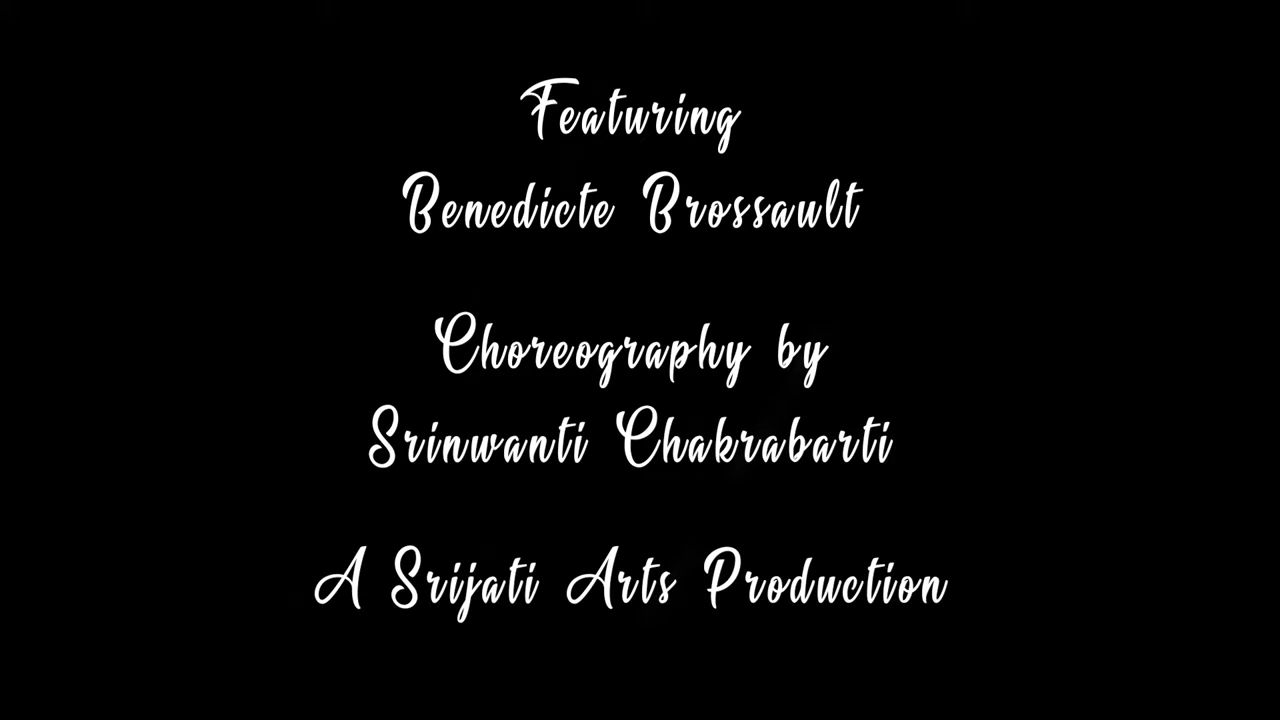 Featuring
Benedicte Brossault
Choreography by
Srinwanti Chakrabarti
A Srijati Arts Production